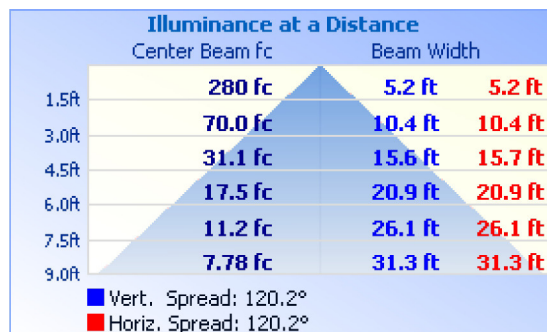 Illuminance at a Distance
Center Beam fc Beam Width
1.5ft 280 fc 5.2 ft 5.2 ft
3.0ft 70.0 fc 10.4 ft 10.4 ft
4.5ft 31.1 fc 15.6 ft 15.7 ft
6.0ft 17.5 fc 20.9 ft 20.9 ft
7.5ft 11.2 fc 26.1 ft 26.1 ft
9.0ft 7.78 fc 31.3 ft 31.3 ft
Vert. Spread: 120.2°
Horiz. Spread: 120.2°